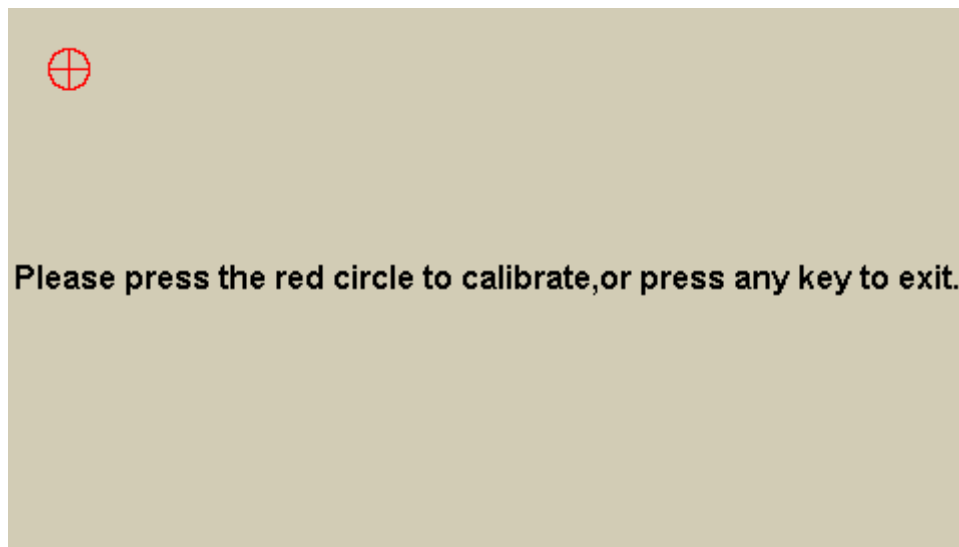 Please press the red circle to calibrate,or press any key to exit.